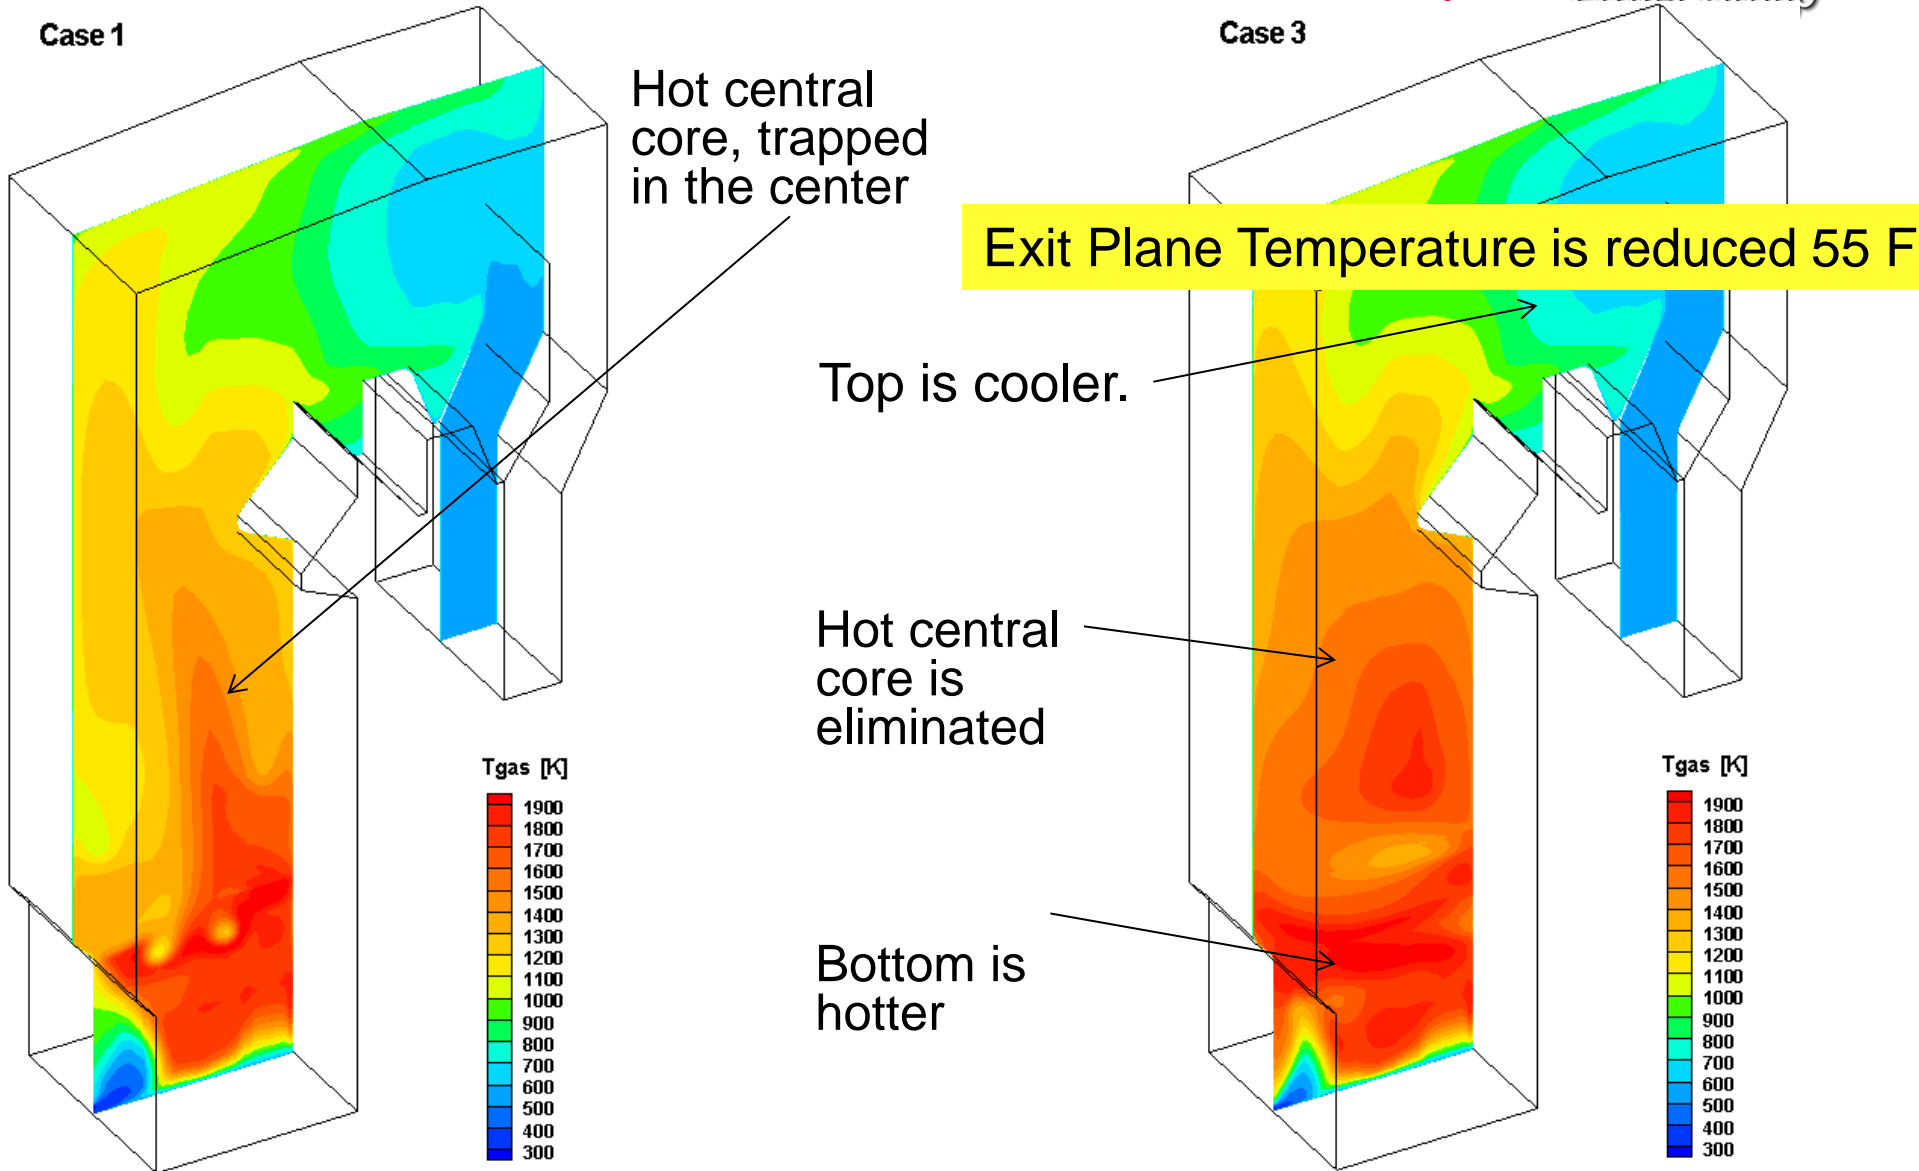 Case 1
Case 3
Hot central
core, trapped
in the center
Exit Plane Temperature is reduced 55 F
Top is cooler.
Hot central
core is
eliminated
Bottom is
hotter
Tgas [K]
1900
1800
1700
1600
1500
1400
1300
1200
1100
1000
900
800
700
600
500
400
300
Tgas [K]
1900
1800
1700
1600
1500
1400
1300
1200
1100
1000
900
800
700
600
500
400
300